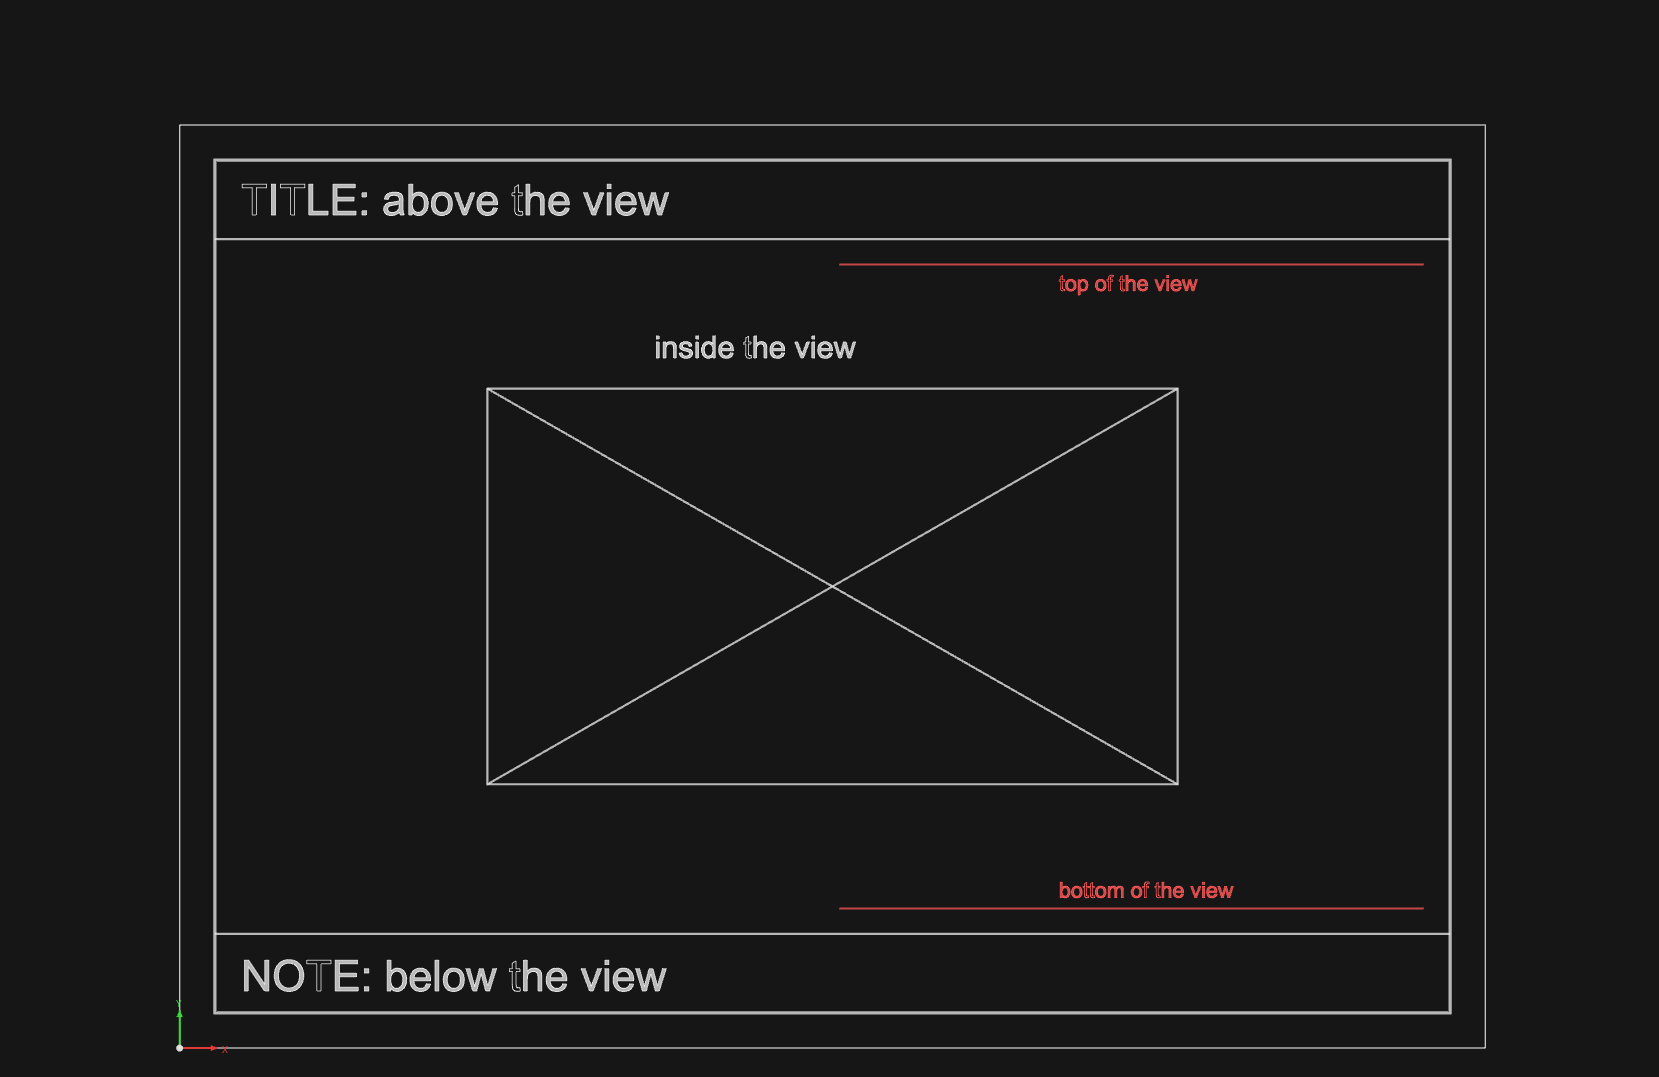 TITLE: above the view
top of the view
inside the view
bottom of the view
NOTE: below the view
Y
X